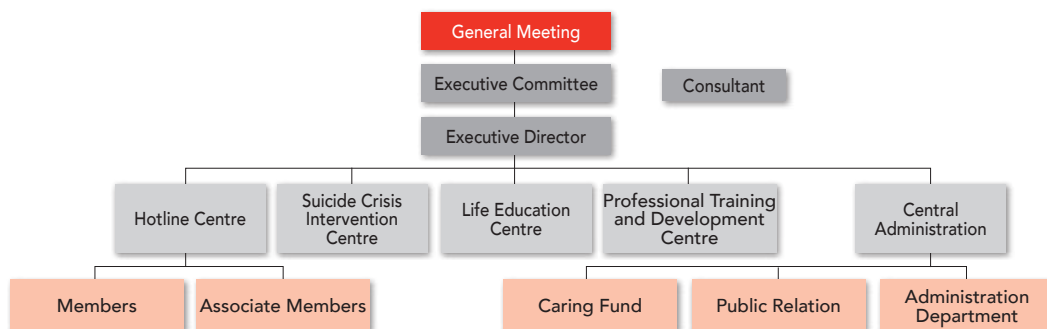 General Meeting
Executive Committee
Consultant
Executive Director
Hotline Centre
Suicide Crisis
Intervention
Centre
Life Education
Centre
Professional Training
and Development
Centre
Central
Administration
Members
Associate Members
Caring Fund
Public Relation
Administration
Department